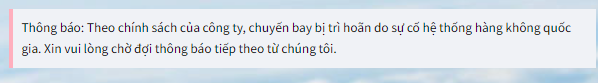 Thông báo: Theo chính sách của công ty, chuyến bay bị trì hoãn do sự cố hệ thống hàng không quốc
gia. Xin vui lòng chờ đợi thông báo tiếp theo từ chúng tôi.